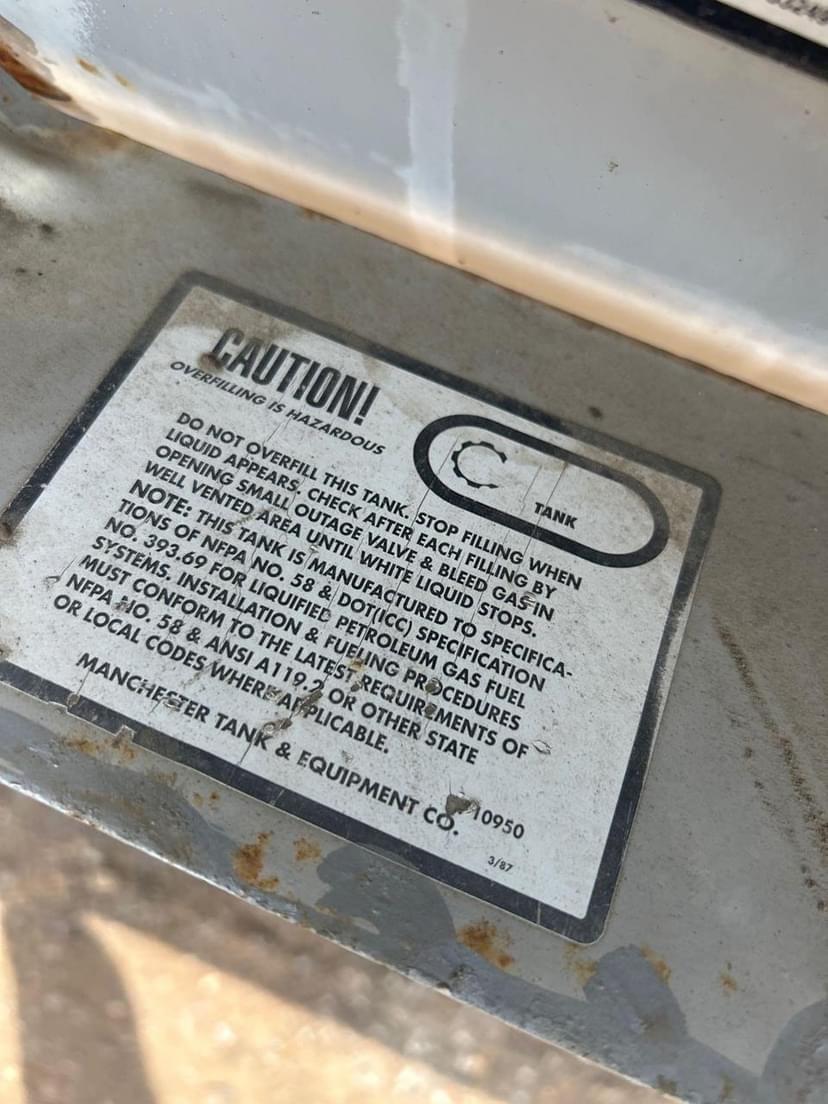 CAUTION!
OVERFILLING IS HAZARDOUS
TANK
DO NOT OVERFILL THIS TANK. STOP FILLING WHEN
LIQUID APPEARS. CHECK AFTER EACH FILLING BY
OPENING SMALL OUTAGE VALVE & BLEED GAS IN
WELL VENTED AREA UNTIL WHITE LIQUID STOPS.
NOTE: THIS TANK IS MANUFACTURED TO SPECIFICA-
TIONS OF NFPA NO. 58 & DOT(ICC) SPECIFICATION
NO. 393.69 FOR LIQUIFIED PETROLEUM GAS FUEL
SYSTEMS. INSTALLATION & FUELING PROCEDURES
MUST CONFORM TO THE LATEST REQUIREMENTS OF
NFPA NO. 58 & ANSI A119.2 OR OTHER STATE
OR LOCAL CODES WHERE APPLICABLE.
MANCHESTER TANK & EQUIPMENT CO.
10950
3/87